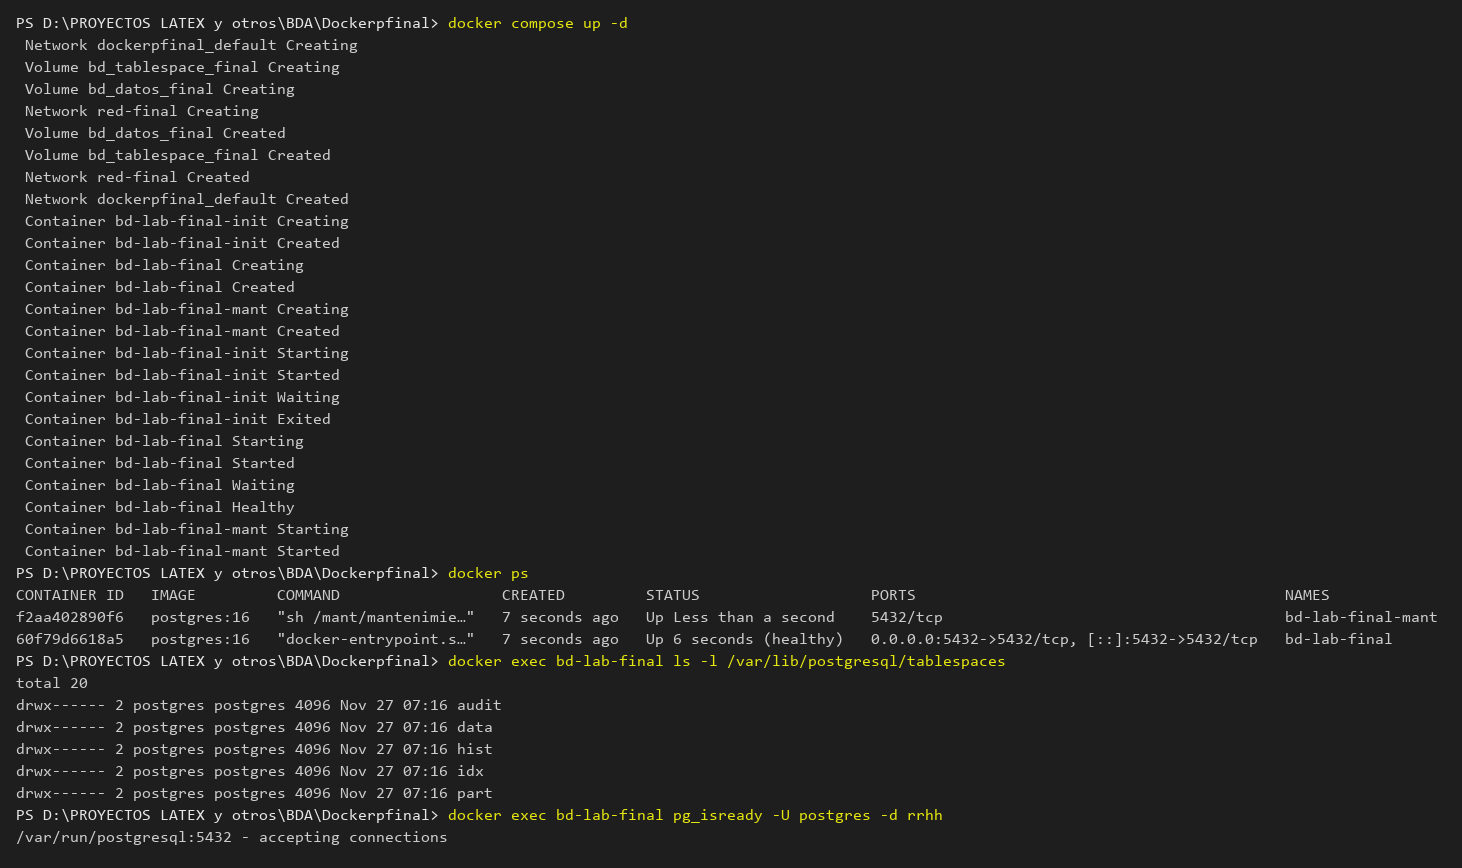 PS D:\PROYECTOS LATEX y otros\BDA\Dockerpfinal> docker compose up -d
Network dockerpfinal_default Creating
Volume bd_tablespace_final Creating
Volume bd_datos_final Creating
Network red-final Creating
Volume bd_datos_final Created
Volume bd_tablespace_final Created
Network red-final Created
Network dockerpfinal_default Created
Container bd-lab-final-init Creating
Container bd-lab-final-init Created
Container bd-lab-final Creating
Container bd-lab-final Created
Container bd-lab-final-mant Creating
Container bd-lab-final-mant Created
Container bd-lab-final-init Starting
Container bd-lab-final-init Started
Container bd-lab-final-init Waiting
Container bd-lab-final-init Exited
Container bd-lab-final Starting
Container bd-lab-final Started
Container bd-lab-final Waiting
Container bd-lab-final Healthy
Container bd-lab-final-mant Starting
Container bd-lab-final-mant Started
PS D:\PROYECTOS LATEX y otros\BDA\Dockerpfinal> docker ps
CONTAINER ID   IMAGE         COMMAND                  CREATED         STATUS                   PORTS                                         NAMES
f2aa402890f6   postgres:16   "sh /mant/mantenimie…"   7 seconds ago   Up Less than a second    5432/tcp                                      bd-lab-final-mant
60f79d6618a5   postgres:16   "docker-entrypoint.s…"   7 seconds ago   Up 6 seconds (healthy)   0.0.0.0:5432->5432/tcp, [::]:5432->5432/tcp   bd-lab-final
PS D:\PROYECTOS LATEX y otros\BDA\Dockerpfinal> docker exec bd-lab-final ls -l /var/lib/postgresql/tablespaces
total 20
drwx------ 2 postgres postgres 4096 Nov 27 07:16 audit
drwx------ 2 postgres postgres 4096 Nov 27 07:16 data
drwx------ 2 postgres postgres 4096 Nov 27 07:16 hist
drwx------ 2 postgres postgres 4096 Nov 27 07:16 idx
drwx------ 2 postgres postgres 4096 Nov 27 07:16 part
PS D:\PROYECTOS LATEX y otros\BDA\Dockerpfinal> docker exec bd-lab-final pg_isready -U postgres -d rrhh
/var/run/postgresql:5432 - accepting connections